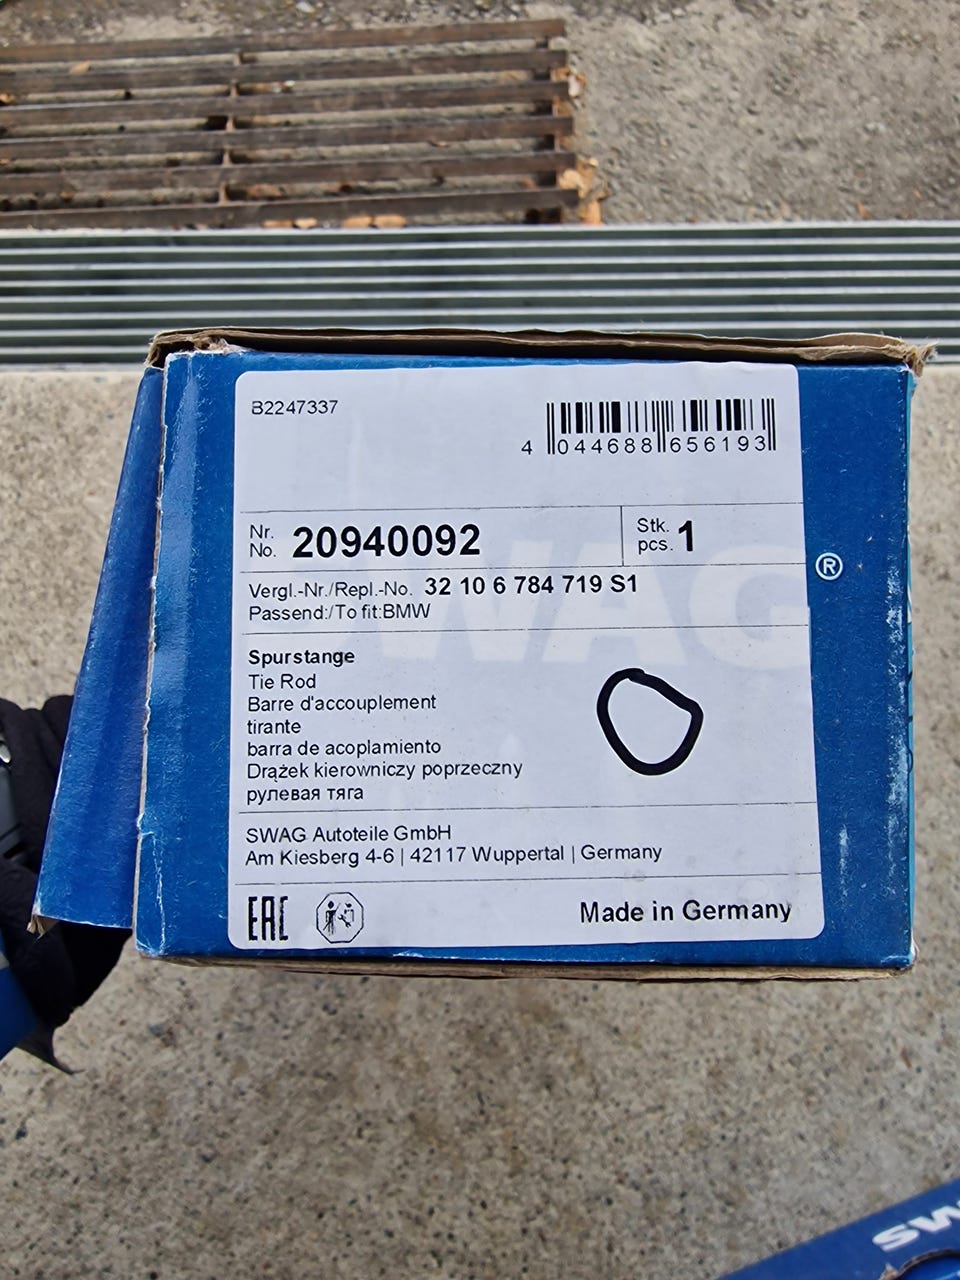 B2247337
4 044688 656193
Nr.
No. 20940092
Stk.
pcs. 1
Vergl.-Nr./Repl.-No. 32 10 6 784 719 S1
Passend:/To fit:BMW
SWAG
®
Spurstange
Tie Rod
Barre d'accouplement
tirante
barra de acoplamiento
Drążek kierowniczy poprzeczny
рулевая тяга
SWAG Autoteile GmbH
Am Kiesberg 4-6 | 42117 Wuppertal | Germany
EAC
Made in Germany